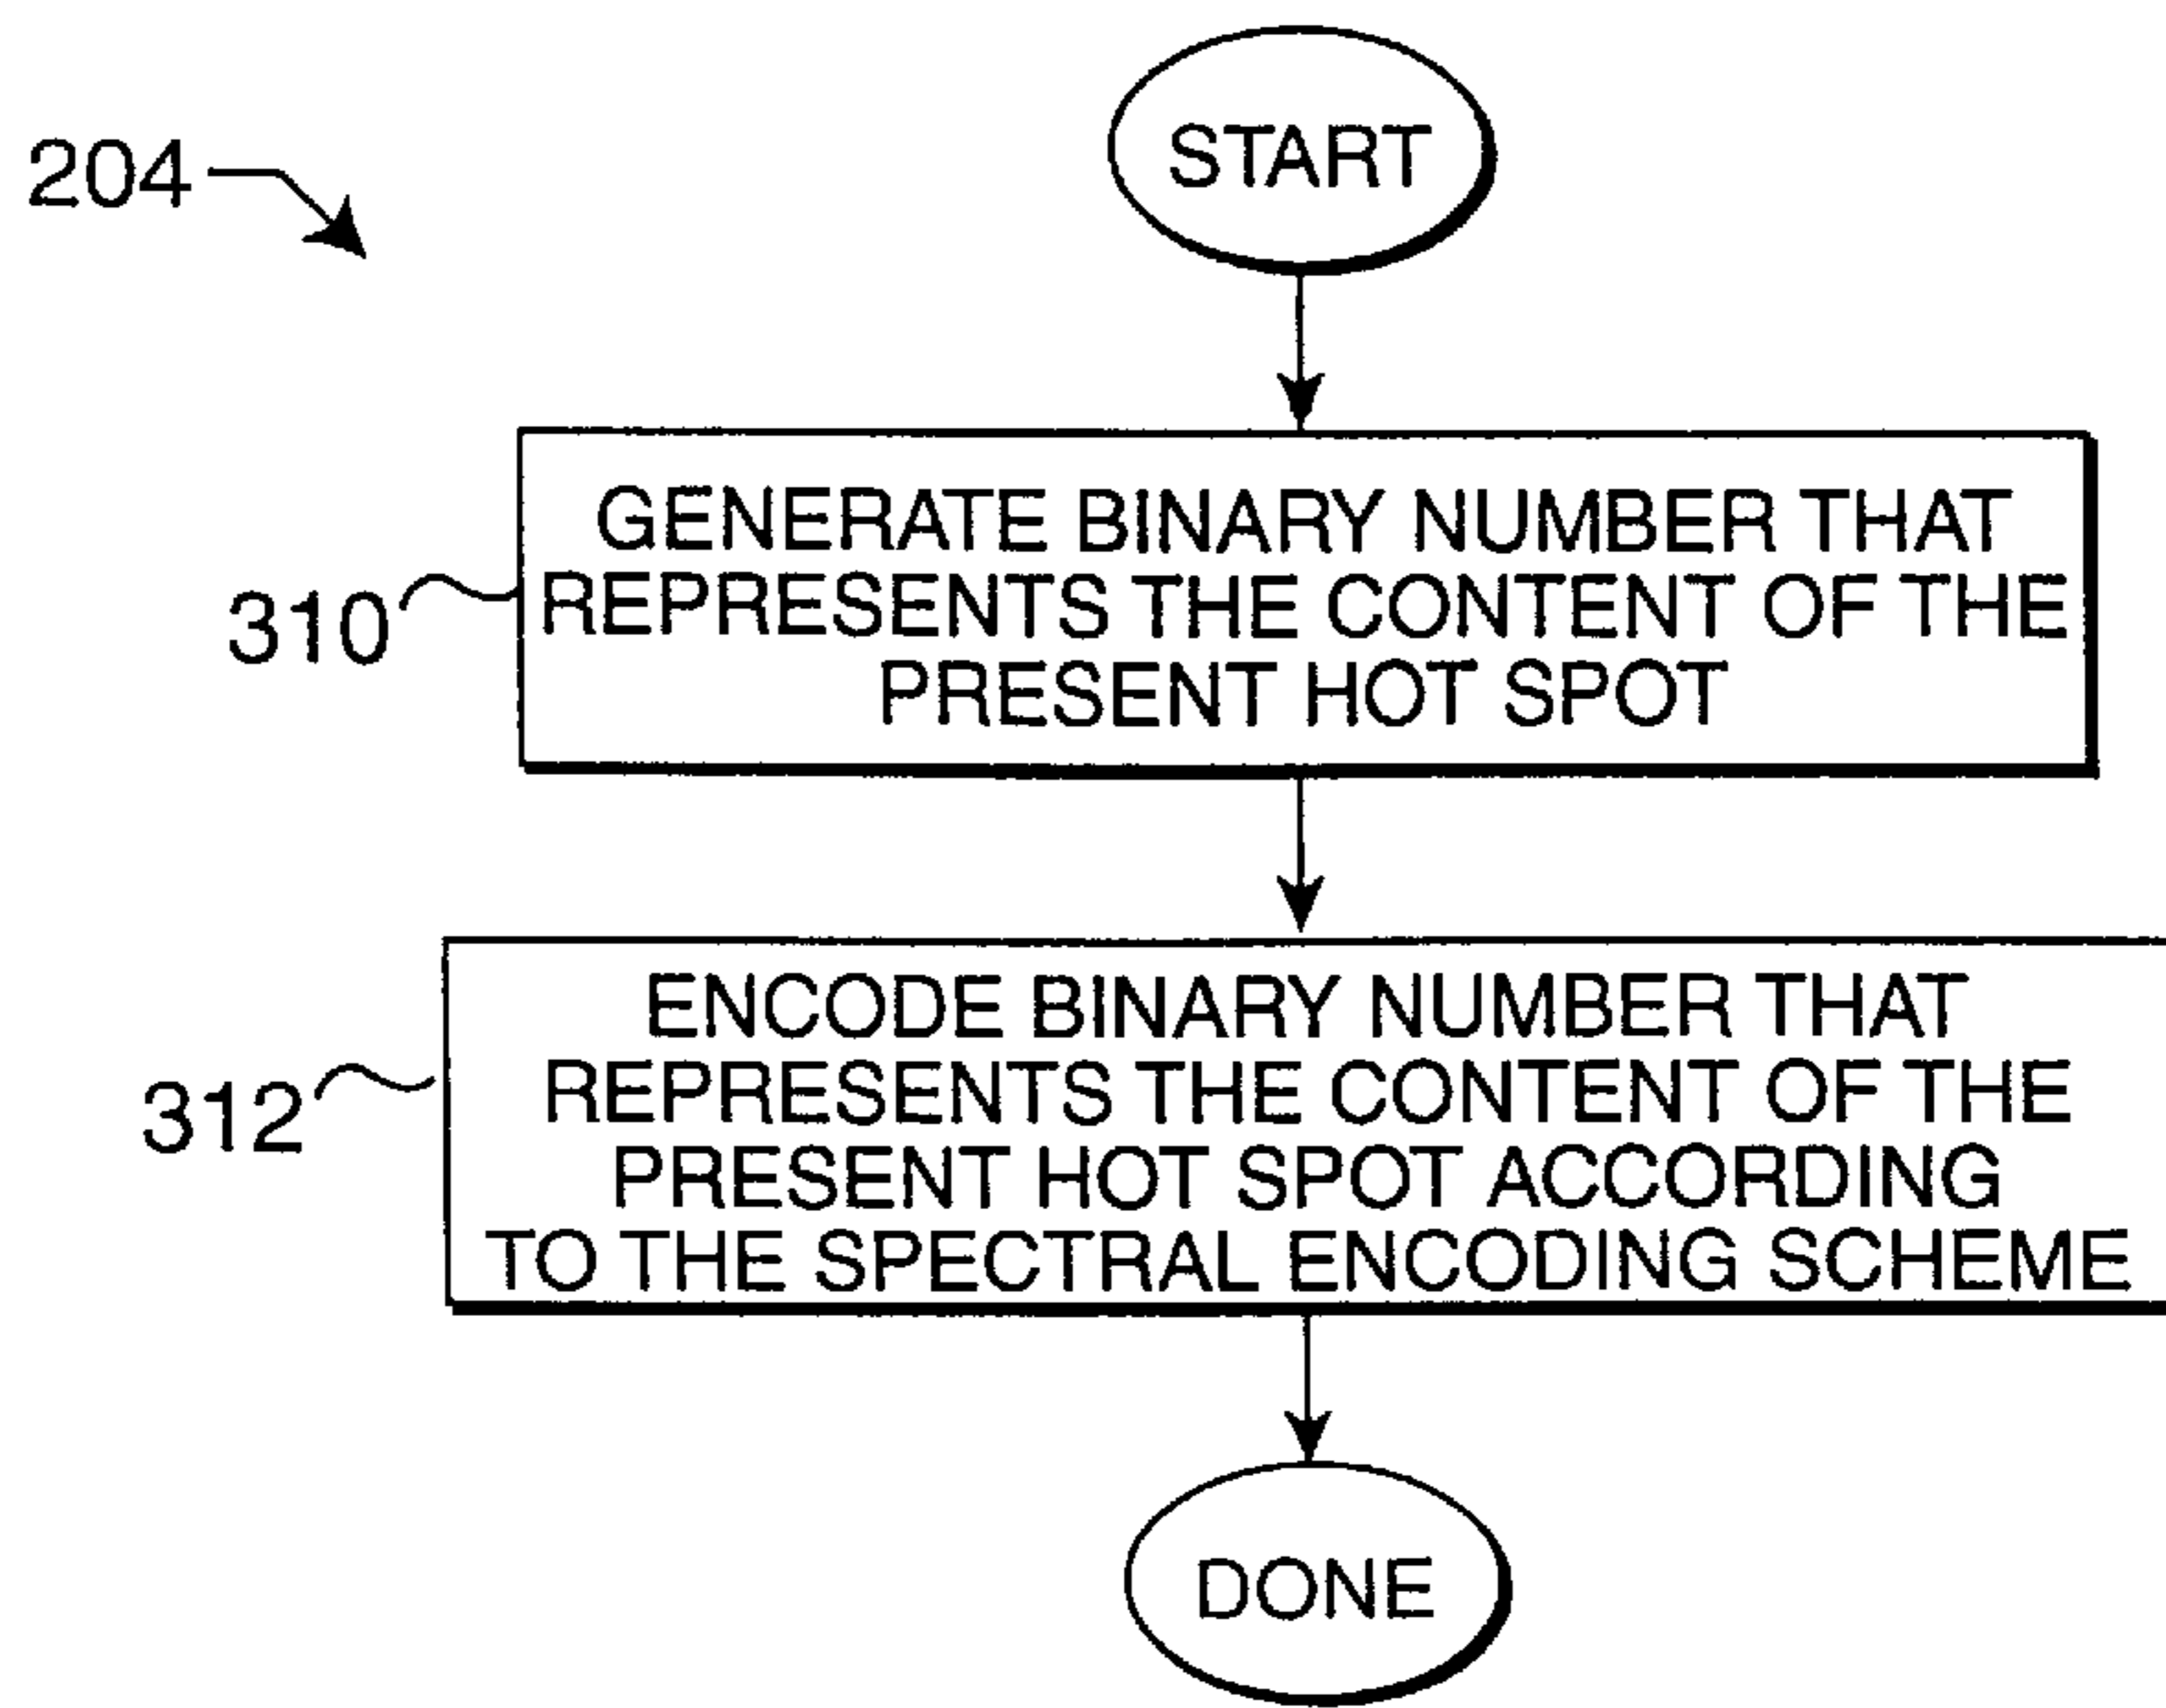 START
204
GENERATE BINARY NUMBER THAT
REPRESENTS THE CONTENT OF THE
PRESENT HOT SPOT
310
ENCODE BINARY NUMBER THAT
REPRESENTS THE CONTENT OF THE
PRESENT HOT SPOT ACCORDING
TO THE SPECTRAL ENCODING SCHEME
312
DONE